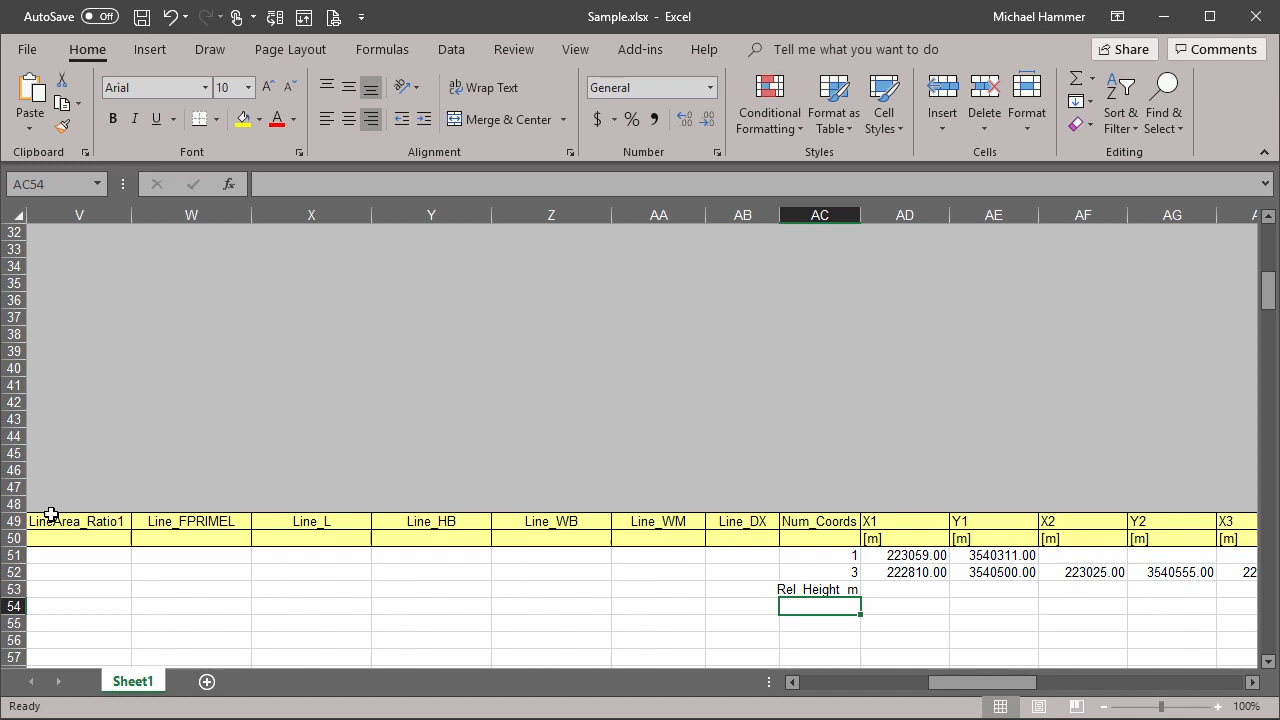 AutoSave Off Sample.xlsx - Excel Michael Hammer
File Home Insert Draw Page Layout Formulas Data Review View Add-ins Help Tell me what you want to do Share Comments
Paste Arial 10 Wrap Text General Conditional Formatting Format as Table Cell Styles Insert Delete Format Sort & Filter Find & Select
B I U A Merge & Center $ % ,
Clipboard Font Alignment Number Styles Cells Editing
AC54 fx
V W X Y Z AA AB AC AD AE AF AG
32
33
34
35
36
37
38
39
40
41
42
43
44
45
46
47
48
49 LineArea_Ratio1 Line_FPRIMEL Line_L Line_HB Line_WB Line_WM Line_DX Num_Coords X1 Y1 X2 Y2 X3
50 [m] [m] [m] [m] [m]
51 1 223059.00 3540311.00
52 3 222810.00 3540500.00 223025.00 3540555.00 22
53 Rel_Height_m
54
55
56
57
Sheet1
Ready 100%